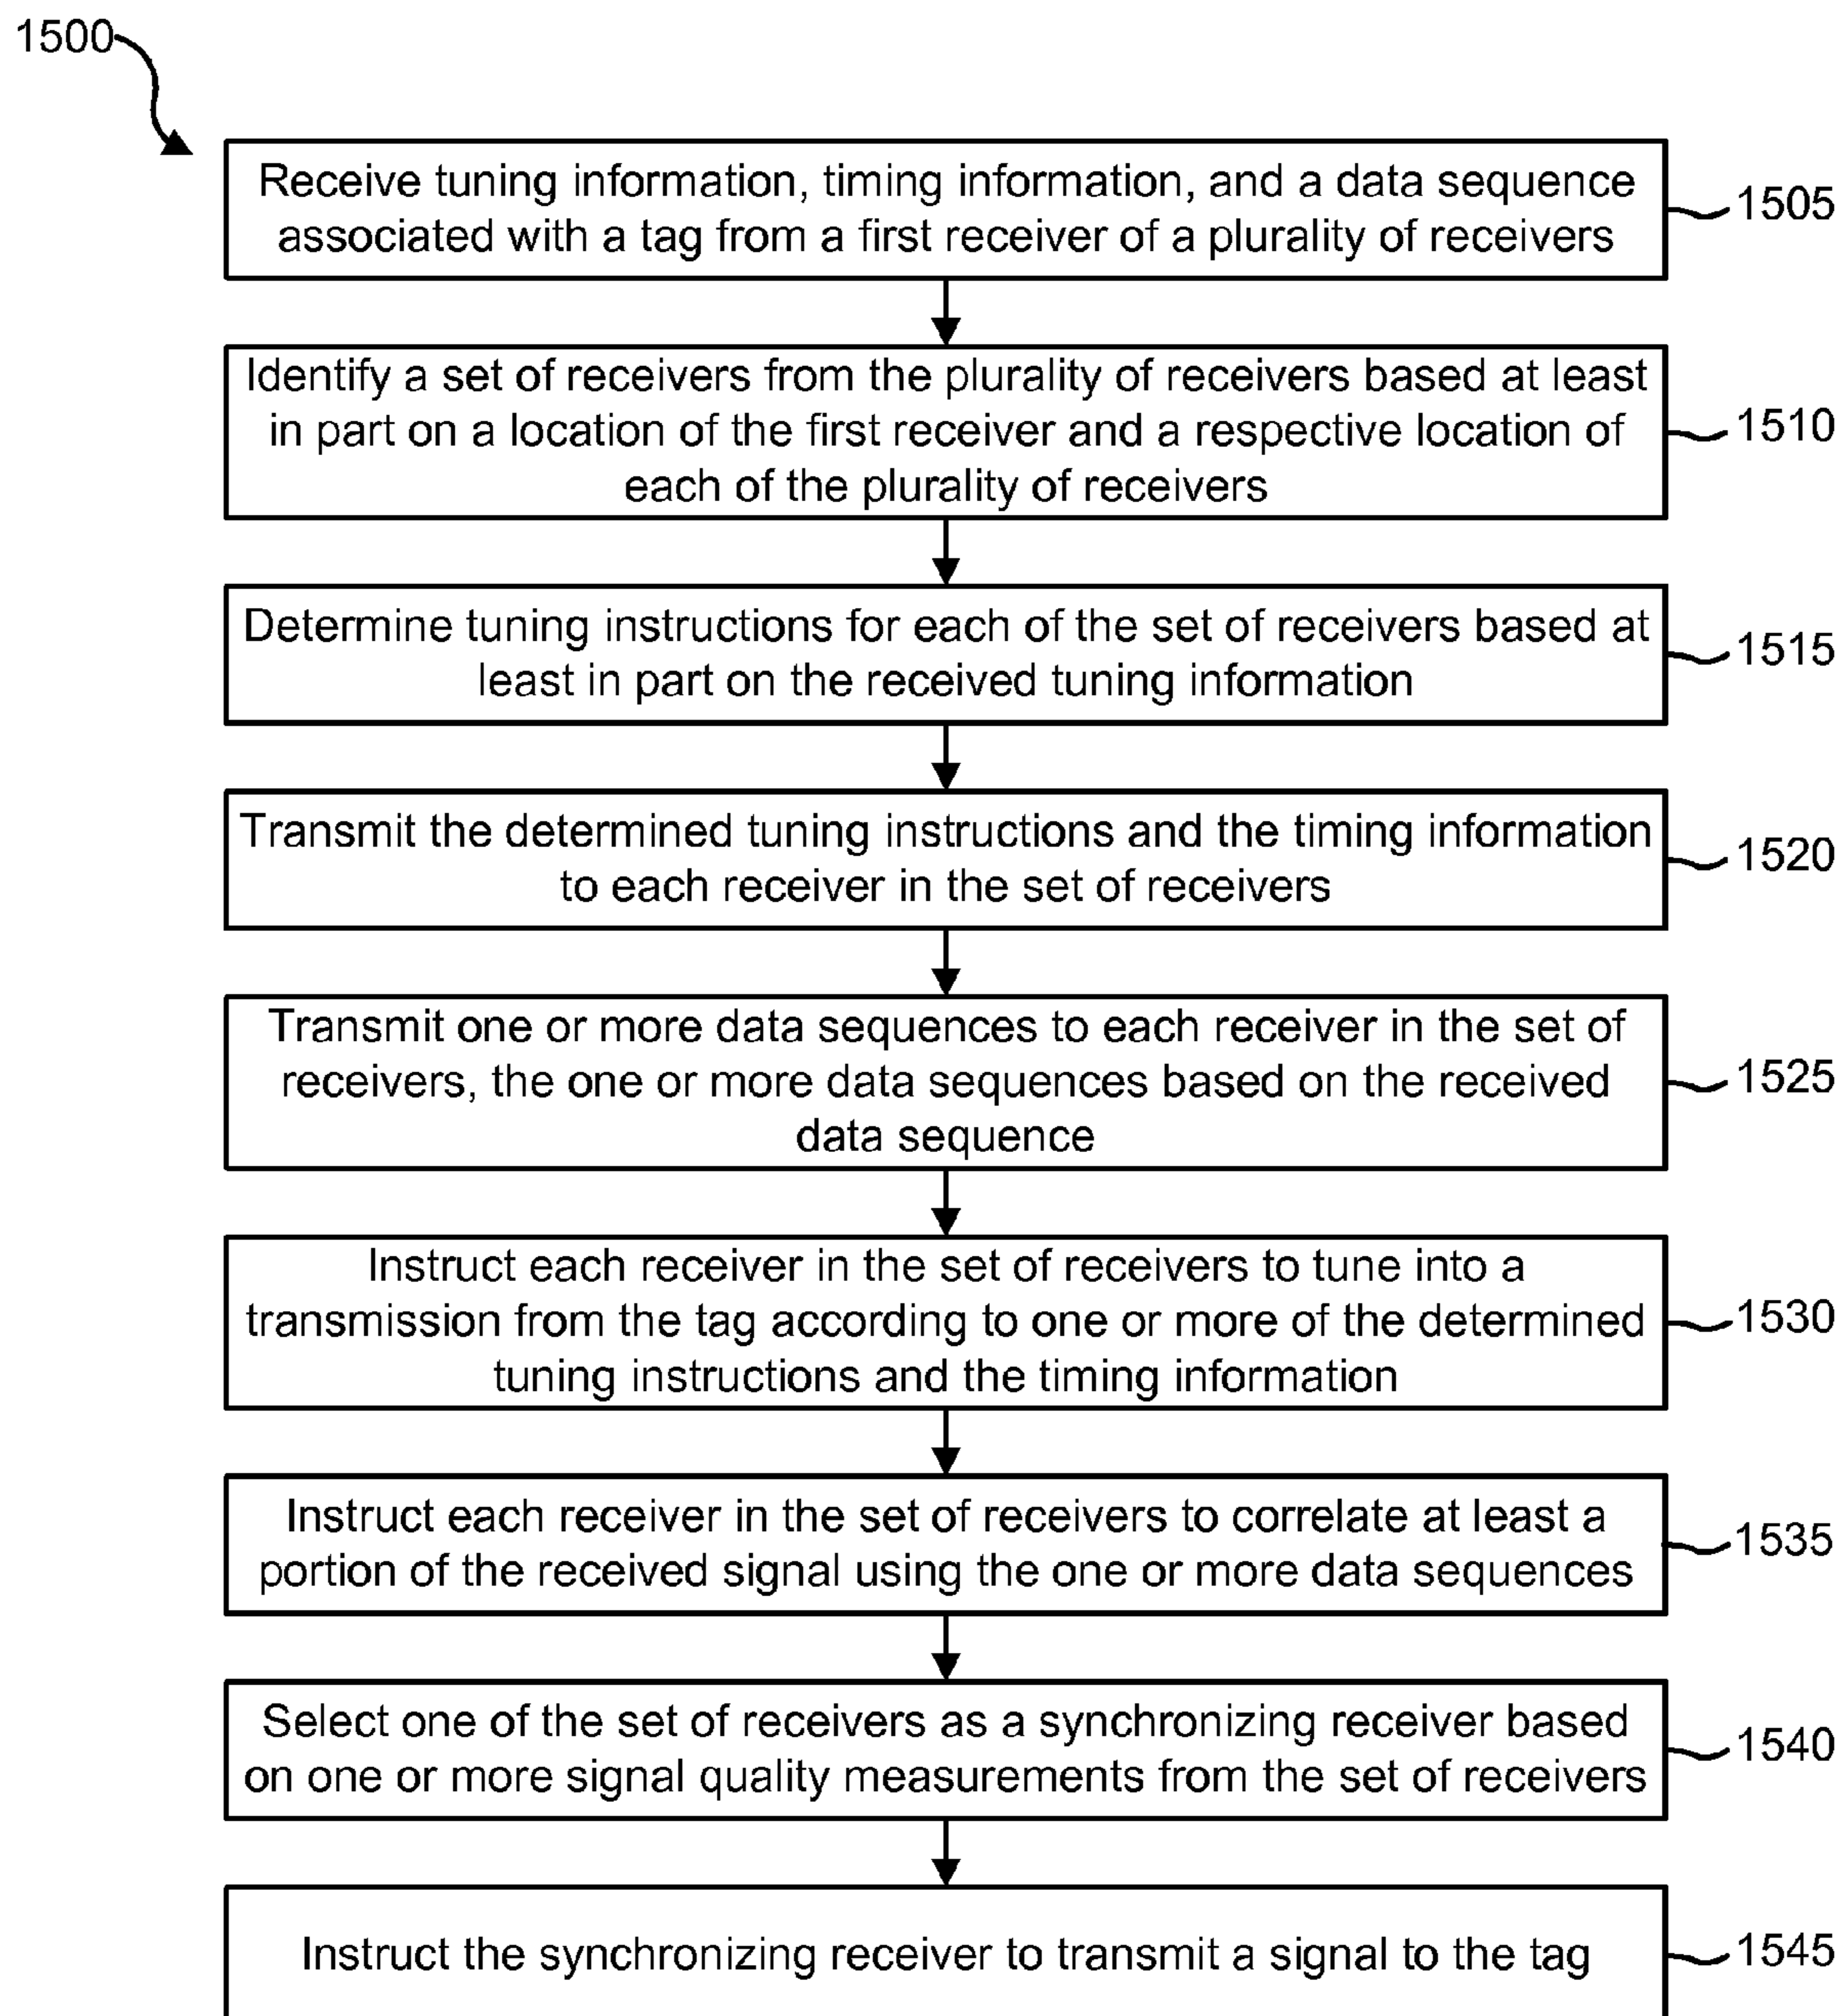 1500
Receive tuning information, timing information, and a data sequence
associated with a tag from a first receiver of a plurality of receivers
1505
Identify a set of receivers from the plurality of receivers based at least
in part on a location of the first receiver and a respective location of
each of the plurality of receivers
1510
Determine tuning instructions for each of the set of receivers based at
least in part on the received tuning information
1515
Transmit the determined tuning instructions and the timing information
to each receiver in the set of receivers
1520
Transmit one or more data sequences to each receiver in the set of
receivers, the one or more data sequences based on the received
data sequence
1525
Instruct each receiver in the set of receivers to tune into a
transmission from the tag according to one or more of the determined
tuning instructions and the timing information
1530
Instruct each receiver in the set of receivers to correlate at least a
portion of the received signal using the one or more data sequences
1535
Select one of the set of receivers as a synchronizing receiver based
on one or more signal quality measurements from the set of receivers
1540
Instruct the synchronizing receiver to transmit a signal to the tag
1545